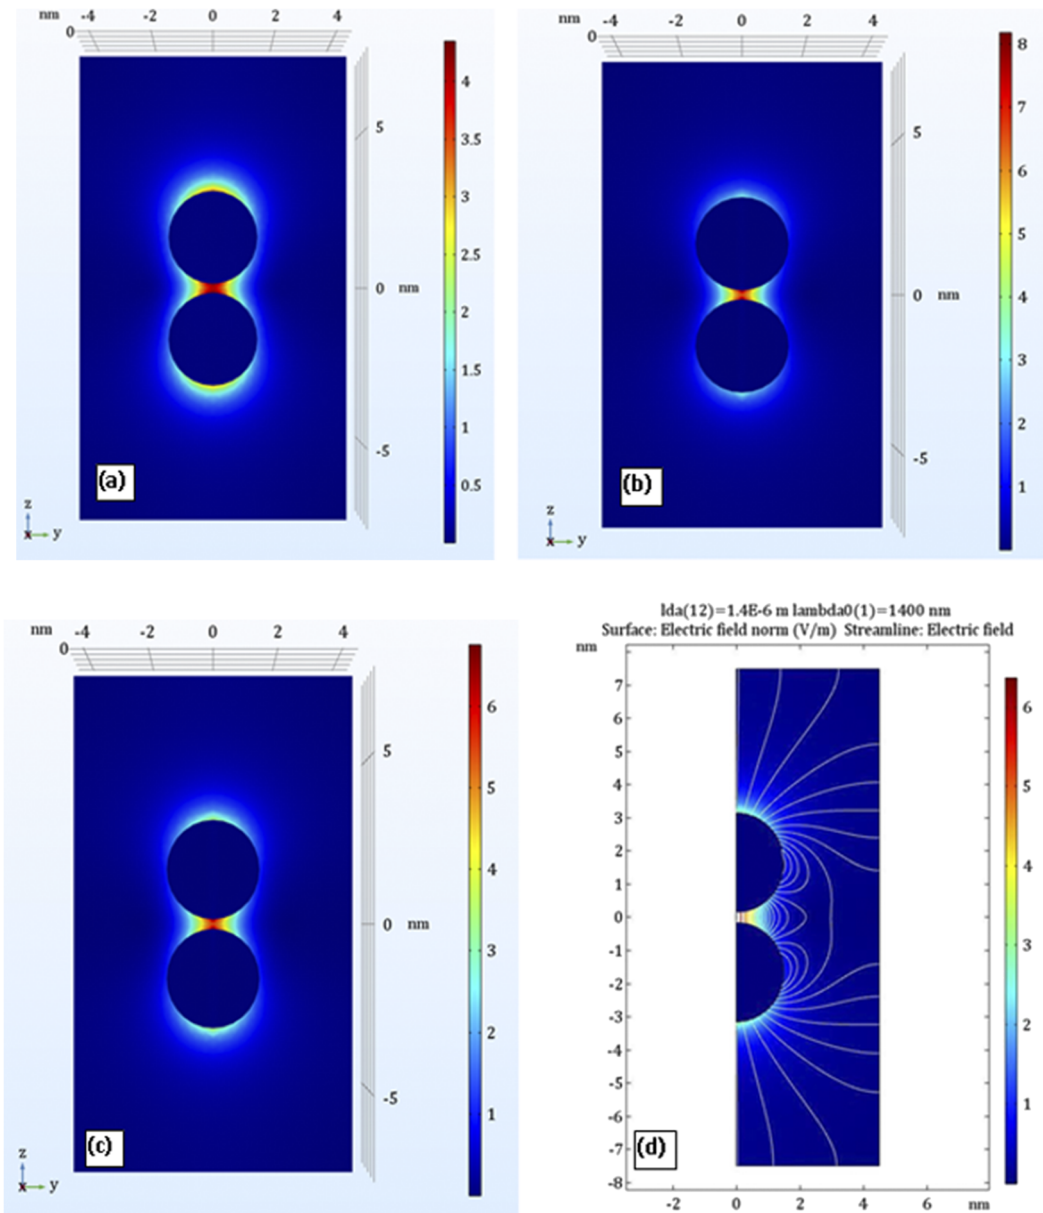 nm -4 -2 0 2 4
0
5
0 nm
-5
4
3.5
3
2.5
2
1.5
1
0.5
(a)
z
x y
nm -4 -2 0 2 4
0
5
0 nm
-5
8
7
6
5
4
3
2
1
(b)
z
x y
nm -4 -2 0 2 4
0
5
0 nm
-5
6
5
4
3
2
1
(c)
z
x y
lda(12)=1.4E-6 m lambda0(1)=1400 nm
Surface: Electric field norm (V/m) Streamline: Electric field
nm
7
6
5
4
3
2
1
0
-1
-2
-3
-4
-5
-6
-7
-8
-2 0 2 4 6 nm
6
5
4
3
2
1
(d)